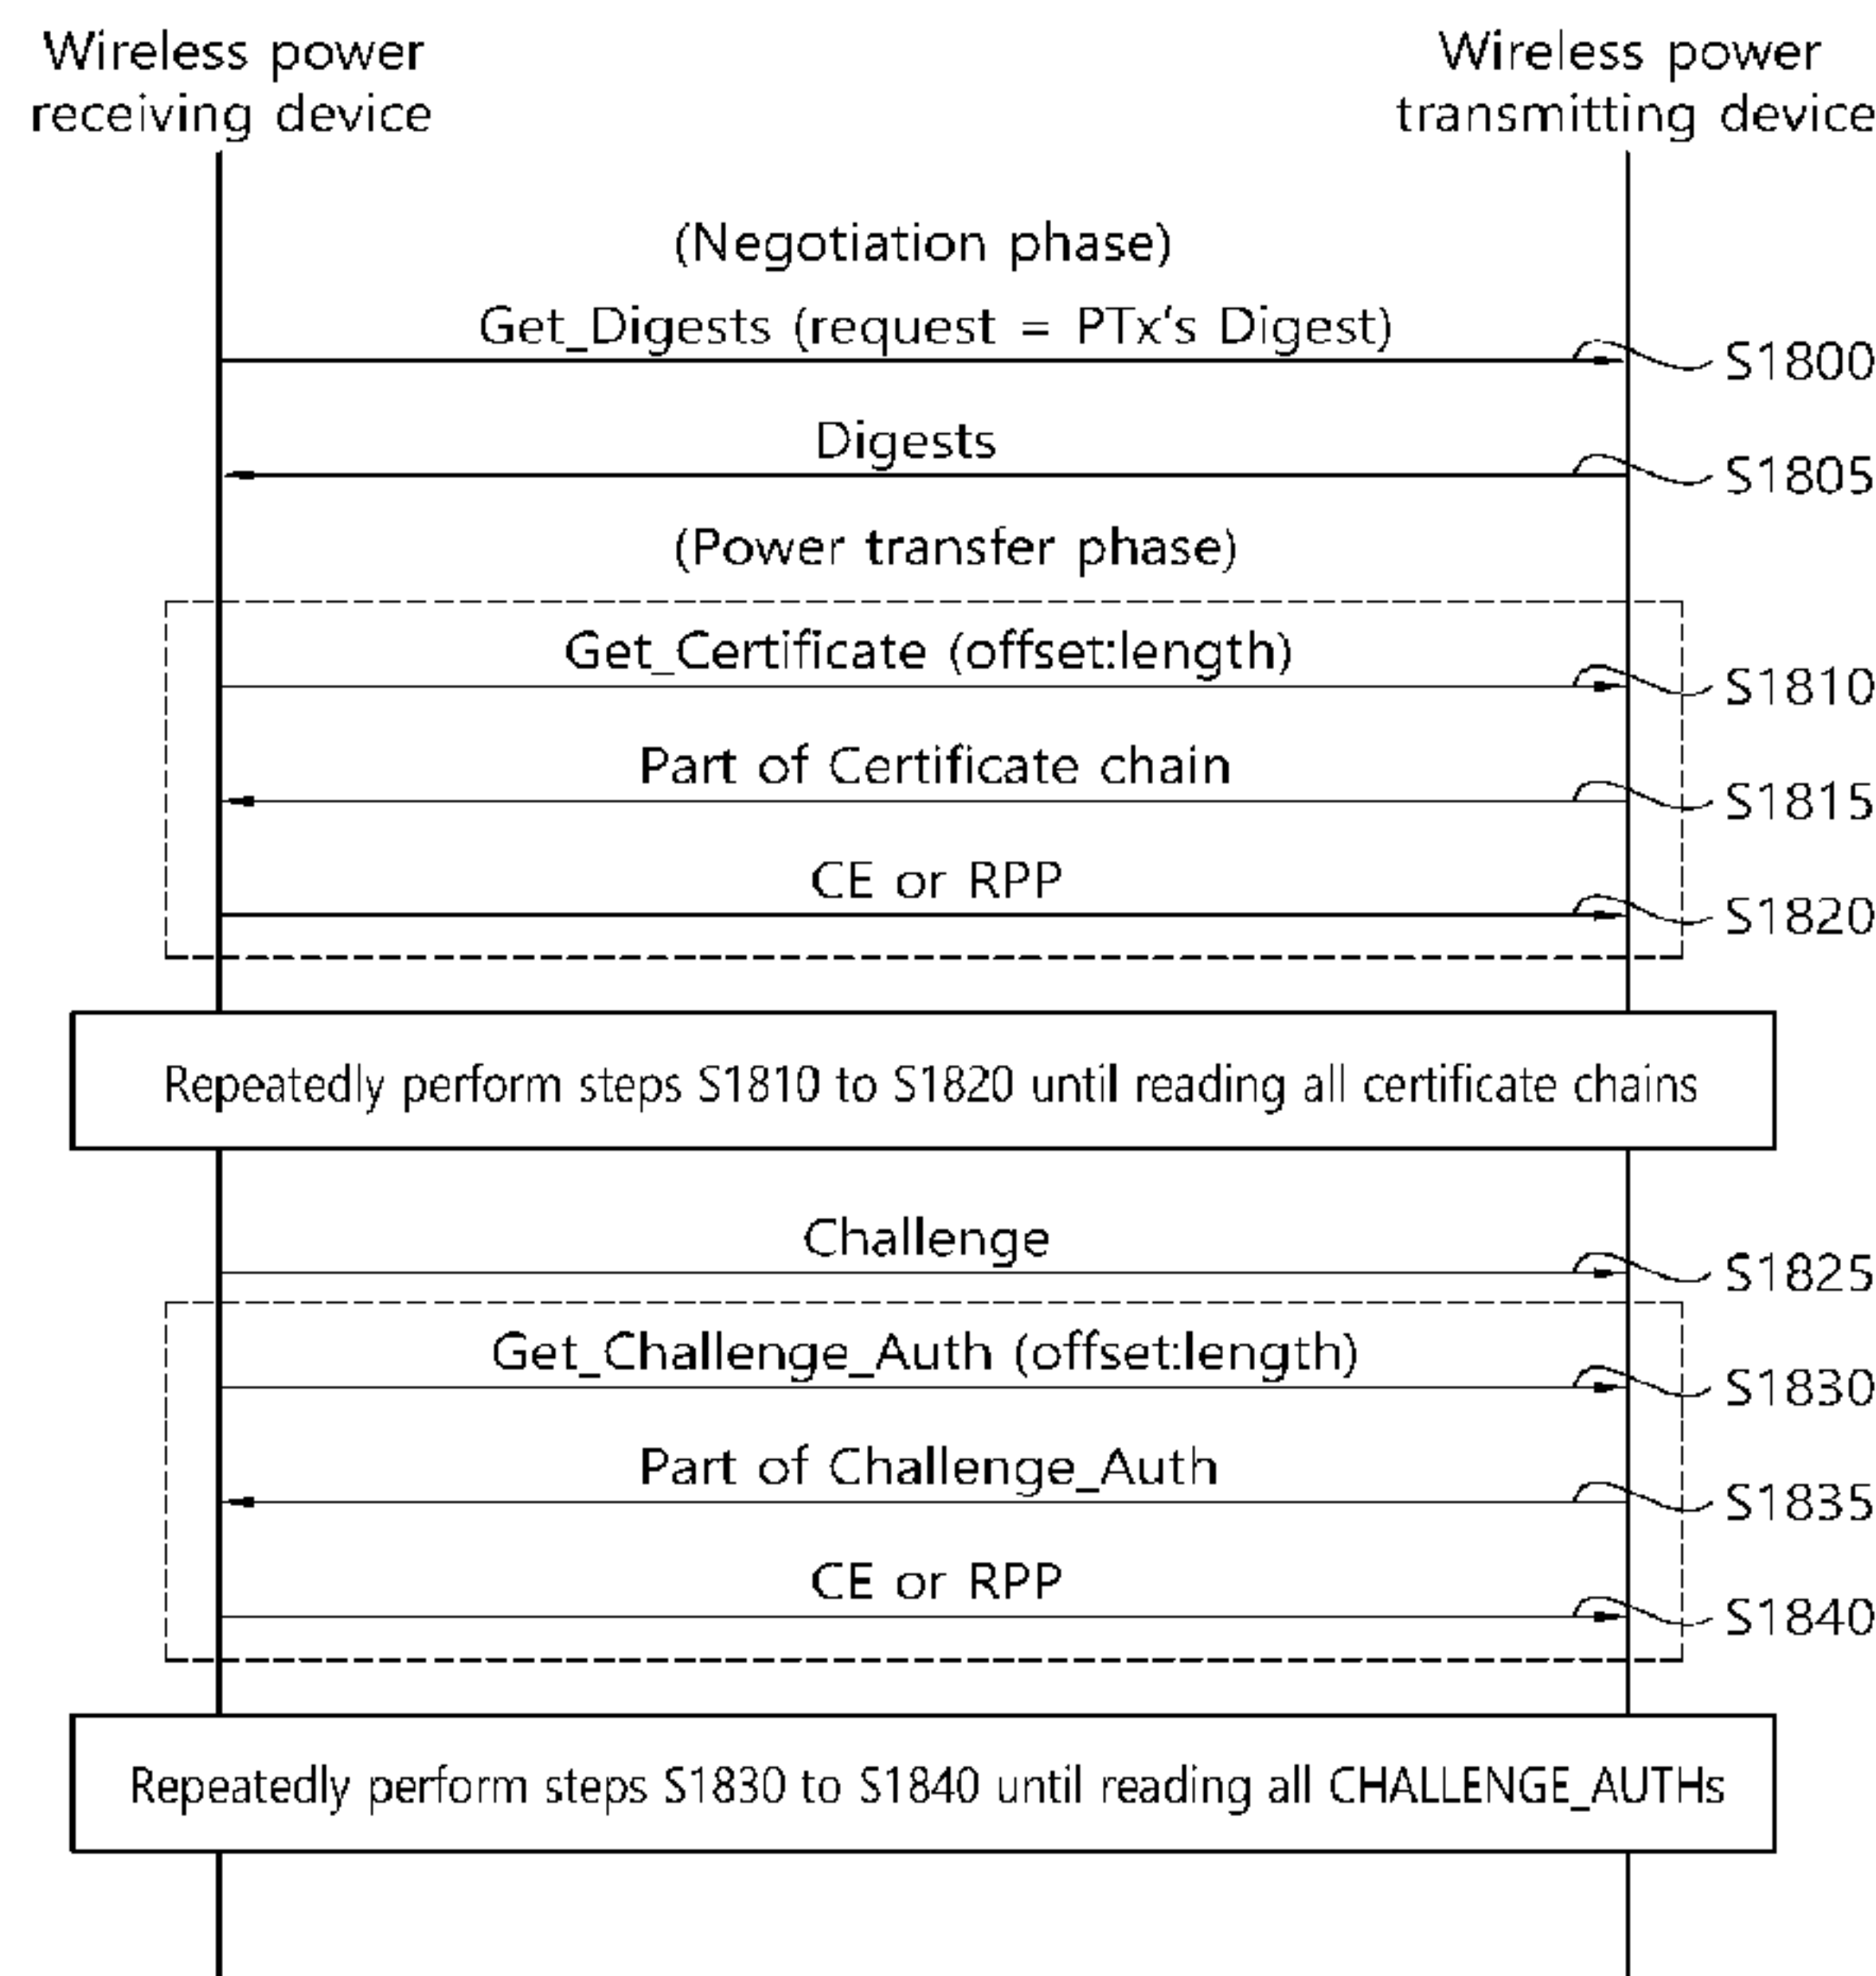 Wireless power
receiving device
Wireless power
transmitting device
(Negotiation phase)
Get_Digests (request = PTx's Digest)
S1800
Digests
S1805
(Power transfer phase)
Get_Certificate (offset:length)
S1810
Part of Certificate chain
S1815
CE or RPP
S1820
Repeatedly perform steps S1810 to S1820 until reading all certificate chains
Challenge
S1825
Get_Challenge_Auth (offset:length)
S1830
Part of Challenge_Auth
S1835
CE or RPP
S1840
Repeatedly perform steps S1830 to S1840 until reading all CHALLENGE_AUTHs